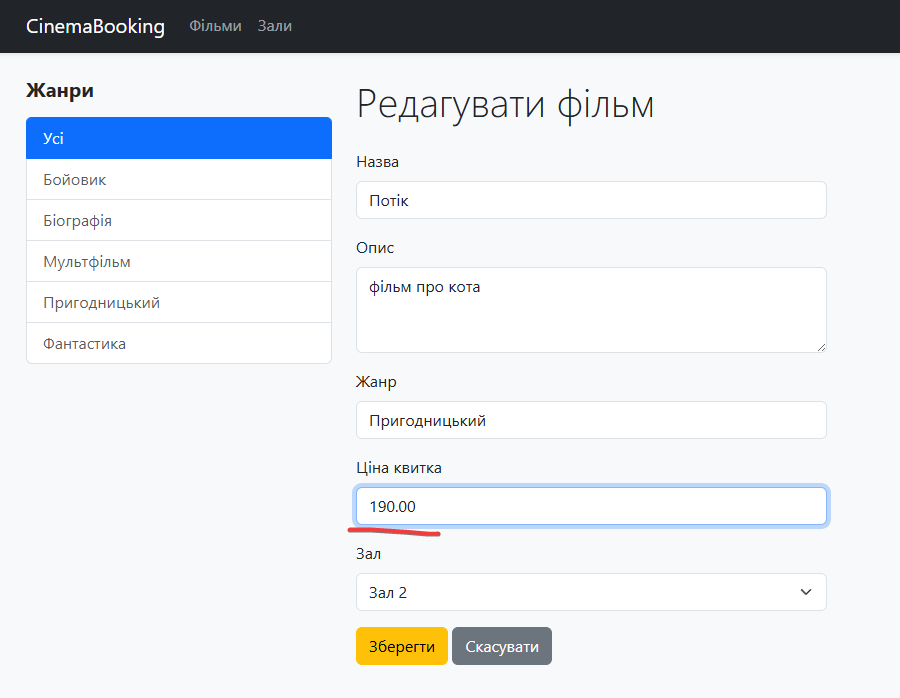 CinemaBooking Фільми Зали
Жанри
Усі
Бойовик
Біографія
Мультфільм
Пригодницький
Фантастика
Редагувати фільм
Назва
Потік
Опис
фільм про кота
Жанр
Пригодницький
Ціна квитка
190.00
Зал
Зал 2
Зберегти Скасувати